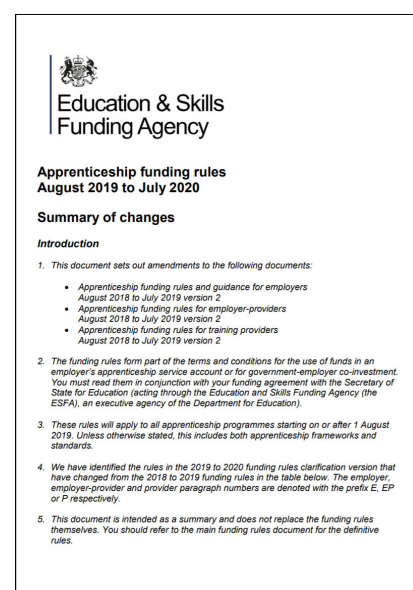 Education & Skills
Funding Agency
Apprenticeship funding rules
August 2019 to July 2020
Summary of changes
Introduction
1. This document sets out amendments to the following documents:
• Apprenticeship funding rules and guidance for employers
August 2018 to July 2019 version 2
• Apprenticeship funding rules for employer-providers
August 2018 to July 2019 version 2
• Apprenticeship funding rules for training providers
August 2018 to July 2019 version 2
2. The funding rules form part of the terms and conditions for the use of funds in an
employer's apprenticeship service account or for government-employer co-investment.
You must read them in conjunction with your funding agreement with the Secretary of
State for Education (acting through the Education and Skills Funding Agency (the
ESFA), an executive agency of the Department for Education).
3. These rules will apply to all apprenticeship programmes starting on or after 1 August
2019. Unless otherwise stated, this includes both apprenticeship frameworks and
standards.
4. We have identified the rules in the 2019 to 2020 funding rules clarification version that
have changed from the 2018 to 2019 funding rules in the table below. The employer,
employer-provider and provider paragraph numbers are denoted with the prefix E, EP
or P respectively.
5. This document is intended as a summary and does not replace the funding rules
themselves. You should refer to the main funding rules document for the definitive
rules.